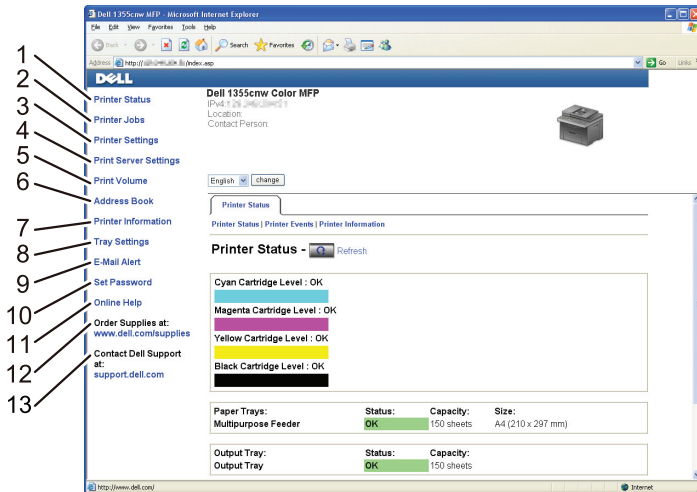 Dell 1355cnw MFP - Microsoft Internet Explorer
File Edit View Favorites Tools Help
Back Search Favorites
Address http:// /index.asp Go Links
DELL
1
2
3
4
5
6
7
8
9
10
11
12
13
Printer Status
Printer Jobs
Printer Settings
Print Server Settings
Print Volume
Address Book
Printer Information
Tray Settings
E-Mail Alert
Set Password
Online Help
Order Supplies at:
www.dell.com/supplies
Contact Dell Support
at:
support.dell.com
Dell 1355cnw Color MFP
IPv4:
Location:
Contact Person:
English change
Printer Status
Printer Status | Printer Events | Printer Information
Printer Status - Refresh
Cyan Cartridge Level : OK
Magenta Cartridge Level : OK
Yellow Cartridge Level : OK
Black Cartridge Level : OK
Paper Trays: Status: Capacity: Size:
Multipurpose Feeder OK 150 sheets A4 (210 x 297 mm)
Output Tray: Status: Capacity:
Output Tray OK 150 sheets
http://www.dell.com/ Internet